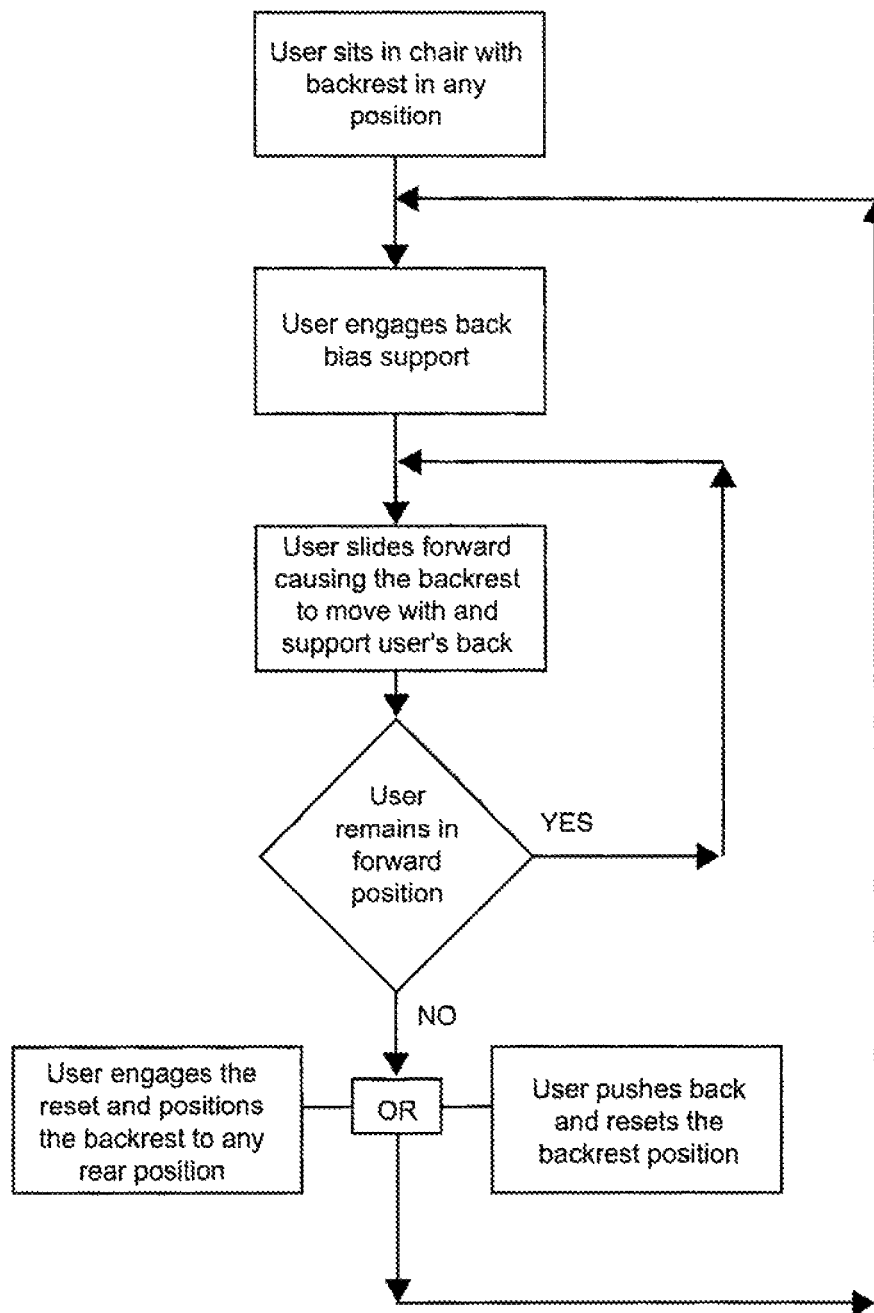 User sits in chair with
backrest in any
position
User engages back
bias support
User slides forward
causing the backrest
to move with and
support user's back
User
remains in
forward
position
YES
NO
User engages the
reset and positions
the backrest to any
rear position
OR
User pushes back
and resets the
backrest position